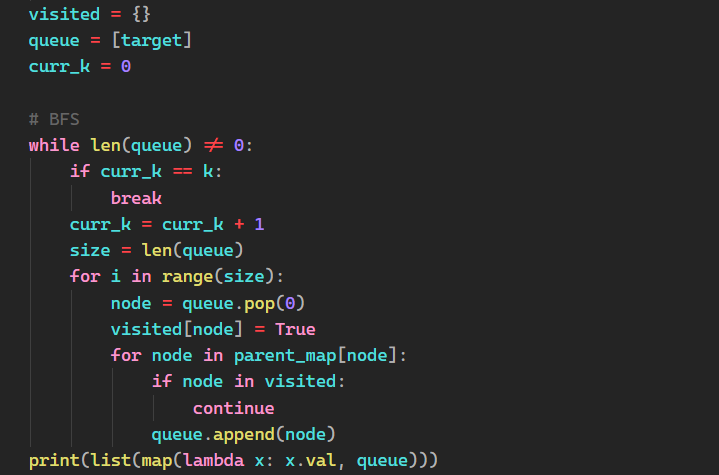 visited = {}
queue = [target]
curr_k = 0

# BFS
while len(queue) != 0:
    if curr_k == k:
        break
    curr_k = curr_k + 1
    size = len(queue)
    for i in range(size):
        node = queue.pop(0)
        visited[node] = True
        for node in parent_map[node]:
            if node in visited:
                continue
            queue.append(node)
print(list(map(lambda x: x.val, queue)))